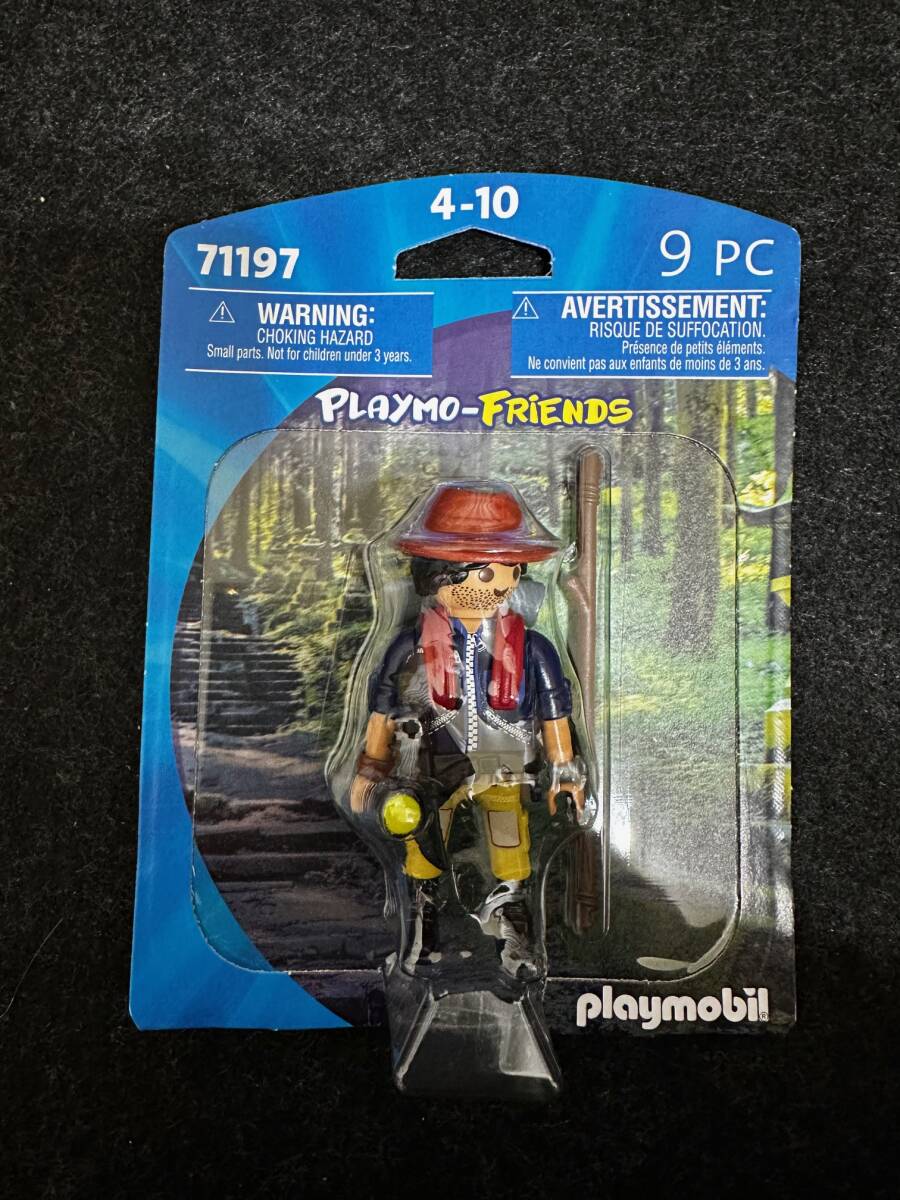 4-10
71197
9 PC
⚠ WARNING:
CHOKING HAZARD
Small parts. Not for children under 3 years.
⚠ AVERTISSEMENT:
RISQUE DE SUFFOCATION.
Présence de petits éléments.
Ne convient pas aux enfants de moins de 3 ans.
PLAYMO-FRIENDS
playmobil®